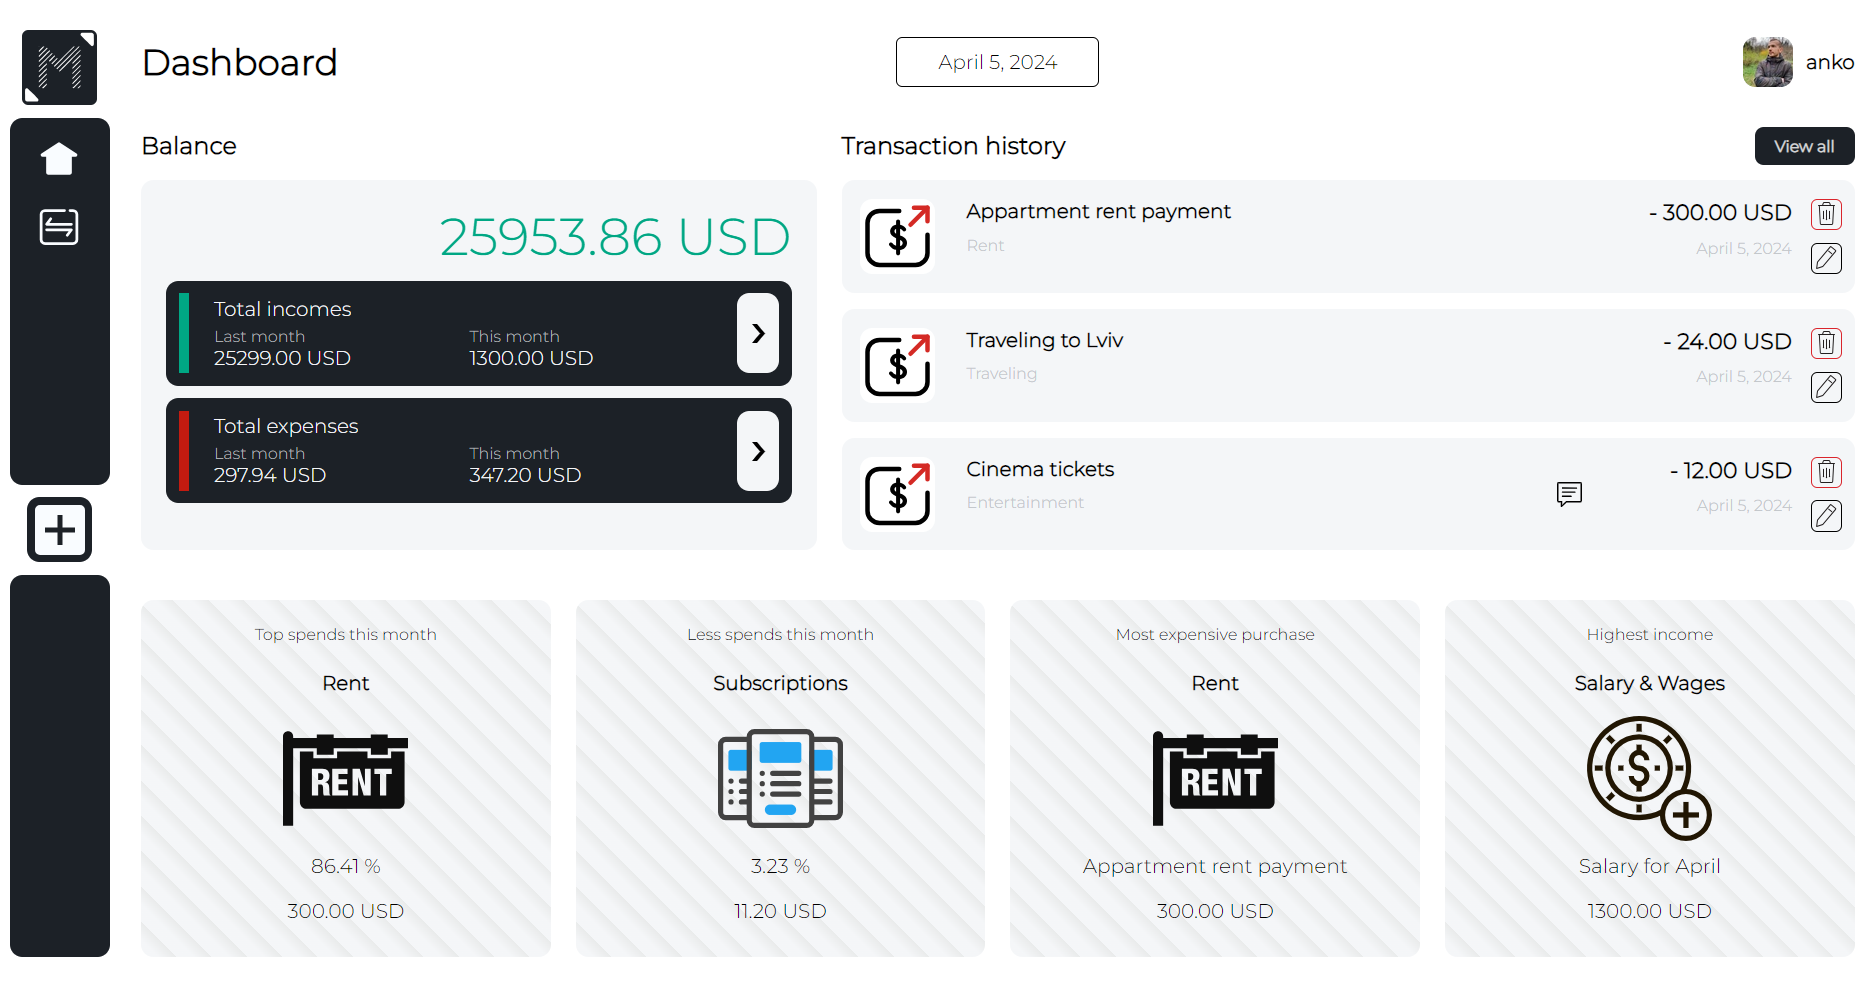 M
Dashboard
April 5, 2024
anko
Balance
25953.86 USD
Total incomes
Last month
This month
25299.00 USD
1300.00 USD
Total expenses
Last month
This month
297.94 USD
347.20 USD
Transaction history
View all
Appartment rent payment
- 300.00 USD
Rent
April 5, 2024
Traveling to Lviv
- 24.00 USD
Traveling
April 5, 2024
Cinema tickets
- 12.00 USD
Entertainment
April 5, 2024
Top spends this month
Rent
RENT
86.41 %
300.00 USD
Less spends this month
Subscriptions
3.23 %
11.20 USD
Most expensive purchase
Rent
RENT
Appartment rent payment
300.00 USD
Highest income
Salary & Wages
Salary for April
1300.00 USD